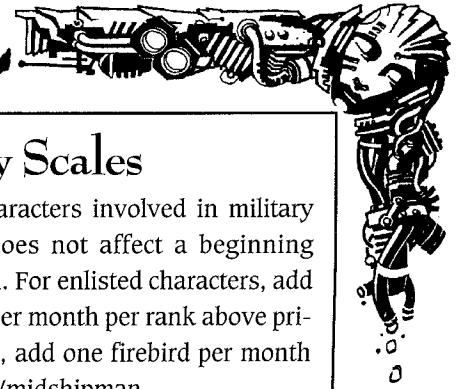 Scales
aracters involved in military
oes not affect a beginning
. For enlisted characters, add
er month per rank above pri-
, add one firebird per month
/midshipman